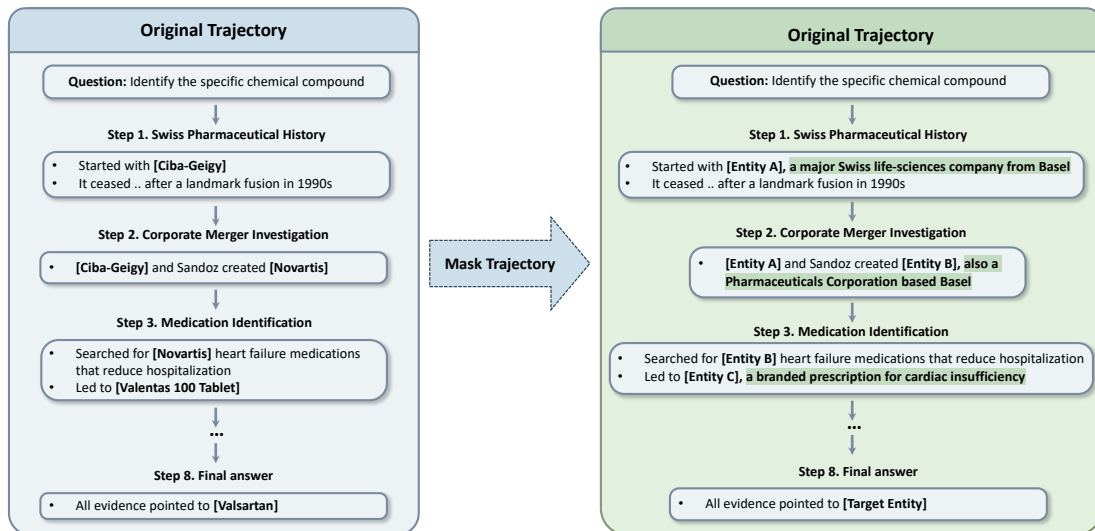 Original Trajectory
Question: Identify the specific chemical compound
Step 1. Swiss Pharmaceutical History
• Started with [Ciba-Geigy]
• It ceased .. after a landmark fusion in 1990s
Step 2. Corporate Merger Investigation
• [Ciba-Geigy] and Sandoz created [Novartis]
Step 3. Medication Identification
• Searched for [Novartis] heart failure medications
that reduce hospitalization
• Led to [Valentas 100 Tablet]
...
Step 8. Final answer
• All evidence pointed to [Valsartan]
Mask Trajectory
Original Trajectory
Question: Identify the specific chemical compound
Step 1. Swiss Pharmaceutical History
• Started with [Entity A], a major Swiss life-sciences company from Basel
• It ceased .. after a landmark fusion in 1990s
Step 2. Corporate Merger Investigation
• [Entity A] and Sandoz created [Entity B], also a
Pharmaceuticals Corporation based Basel
Step 3. Medication Identification
• Searched for [Entity B] heart failure medications that reduce hospitalization
• Led to [Entity C], a branded prescription for cardiac insufficiency
...
Step 8. Final answer
• All evidence pointed to [Target Entity]